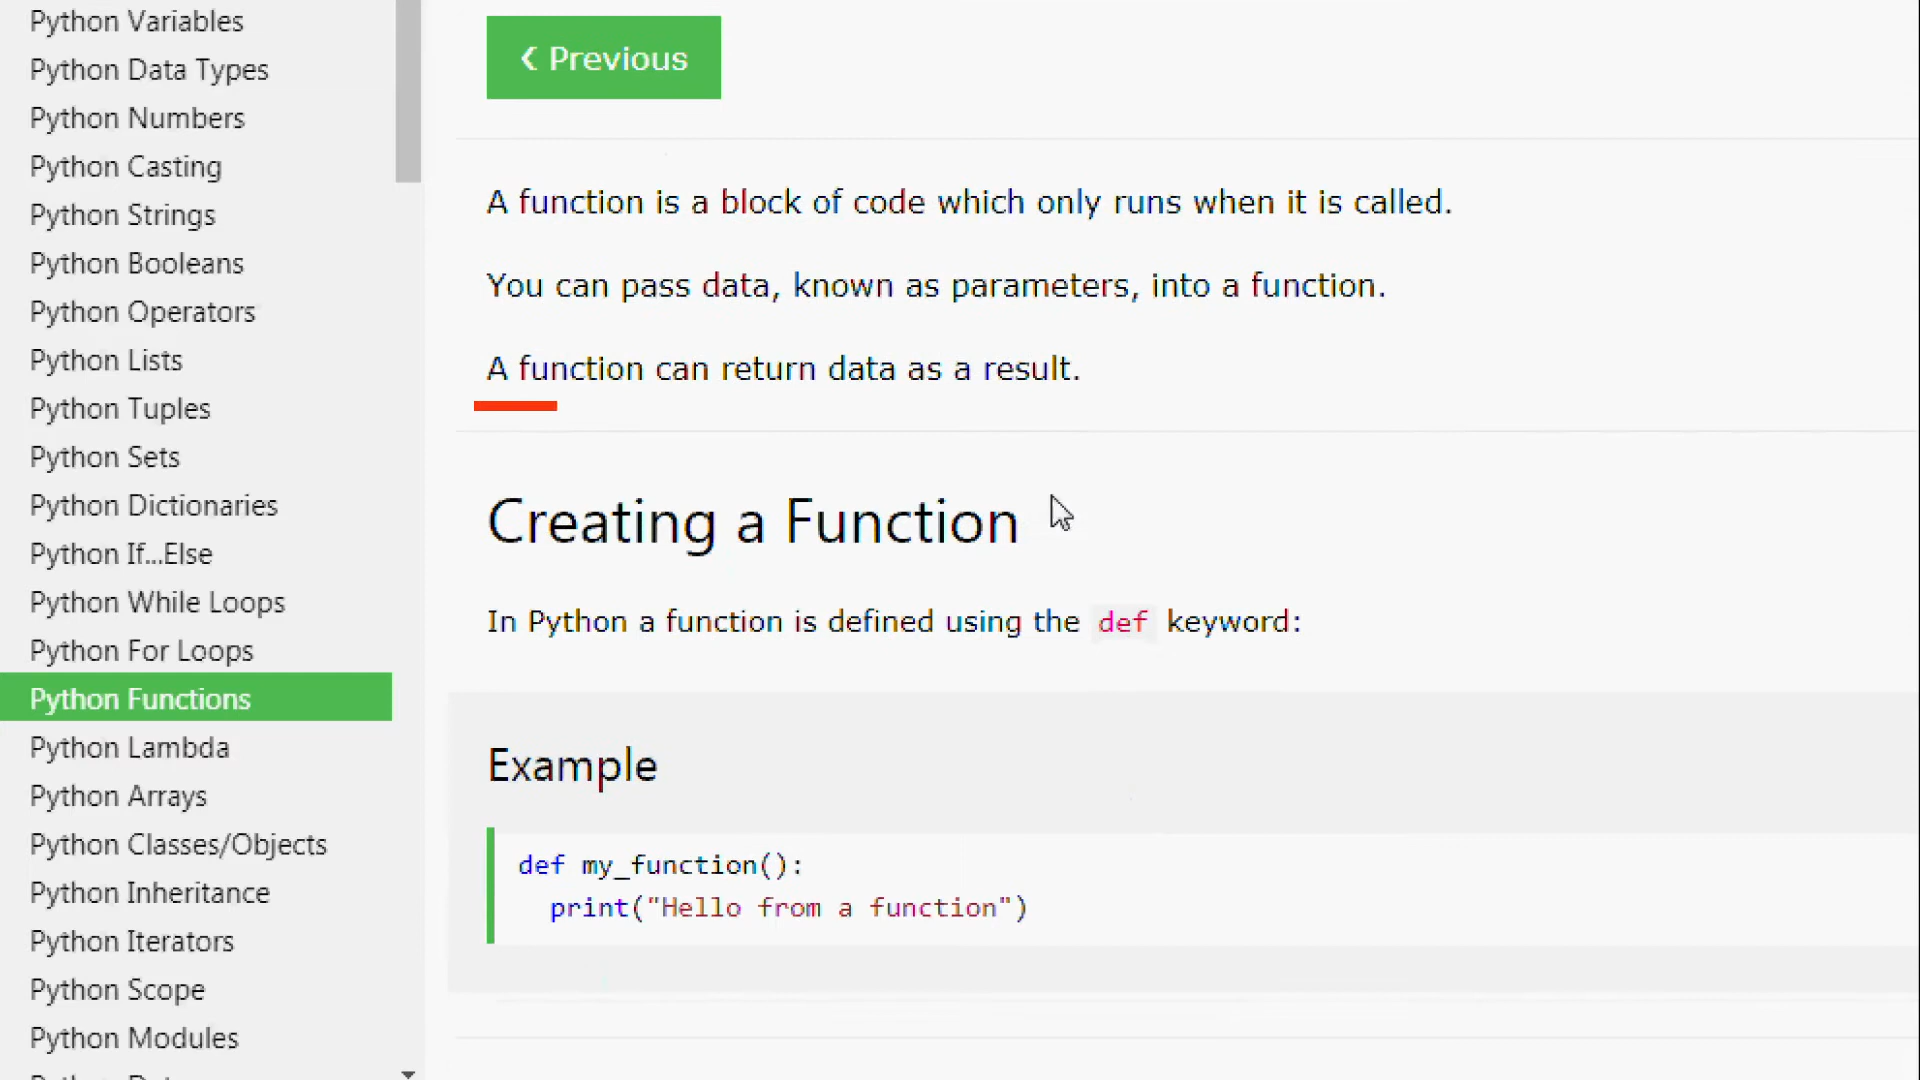 Python Variables
Python Data Types
Python Numbers
Python Casting
Python Strings
Python Booleans
Python Operators
Python Lists
Python Tuples
Python Sets
Python Dictionaries
Python If...Else
Python While Loops
Python For Loops
Python Functions
Python Lambda
Python Arrays
Python Classes/Objects
Python Inheritance
Python Iterators
Python Scope
Python Modules
❮ Previous
A function is a block of code which only runs when it is called.
You can pass data, known as parameters, into a function.
A function can return data as a result.
Creating a Function
In Python a function is defined using the def keyword:
Example
def my_function():
  print("Hello from a function")